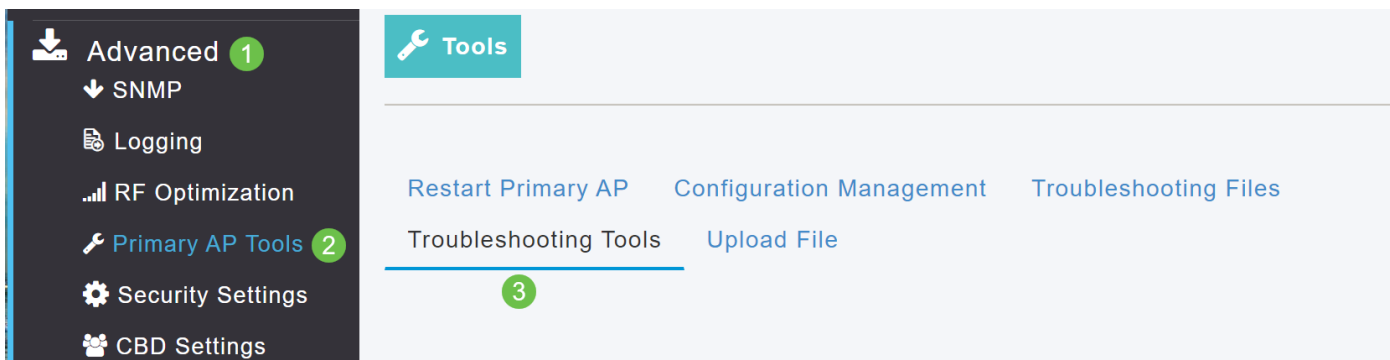 Advanced 1
SNMP
Logging
RF Optimization
Primary AP Tools 2
Security Settings
CBD Settings
Tools
Restart Primary AP Configuration Management Troubleshooting Files
Troubleshooting Tools Upload File
3